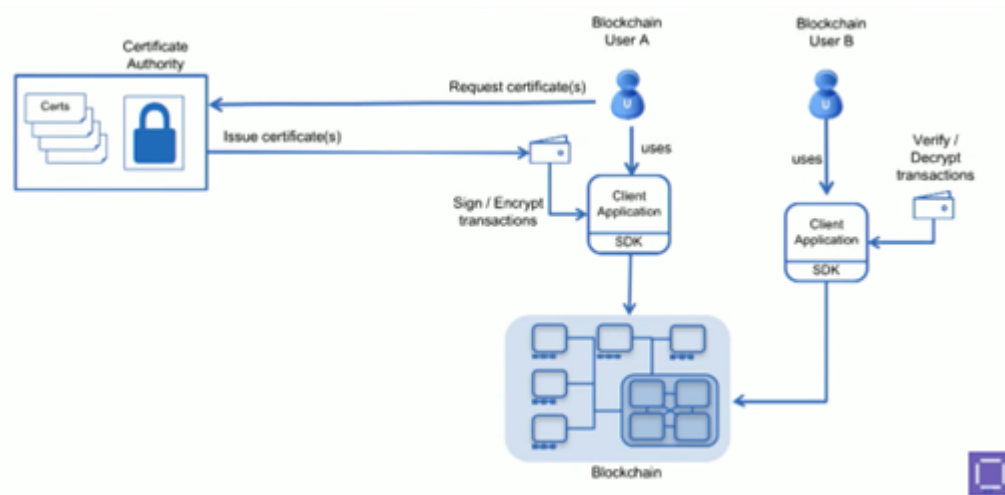 Blockchain
User A
Blockchain
User B
Certificate
Authority
Certs
Request certificate(s)
Issue certificate(s)
uses
uses
Verify /
Decrypt
transactions
Sign / Encrypt
transactions
Client
Application
SDK
Client
Application
SDK
U
U
Blockchain